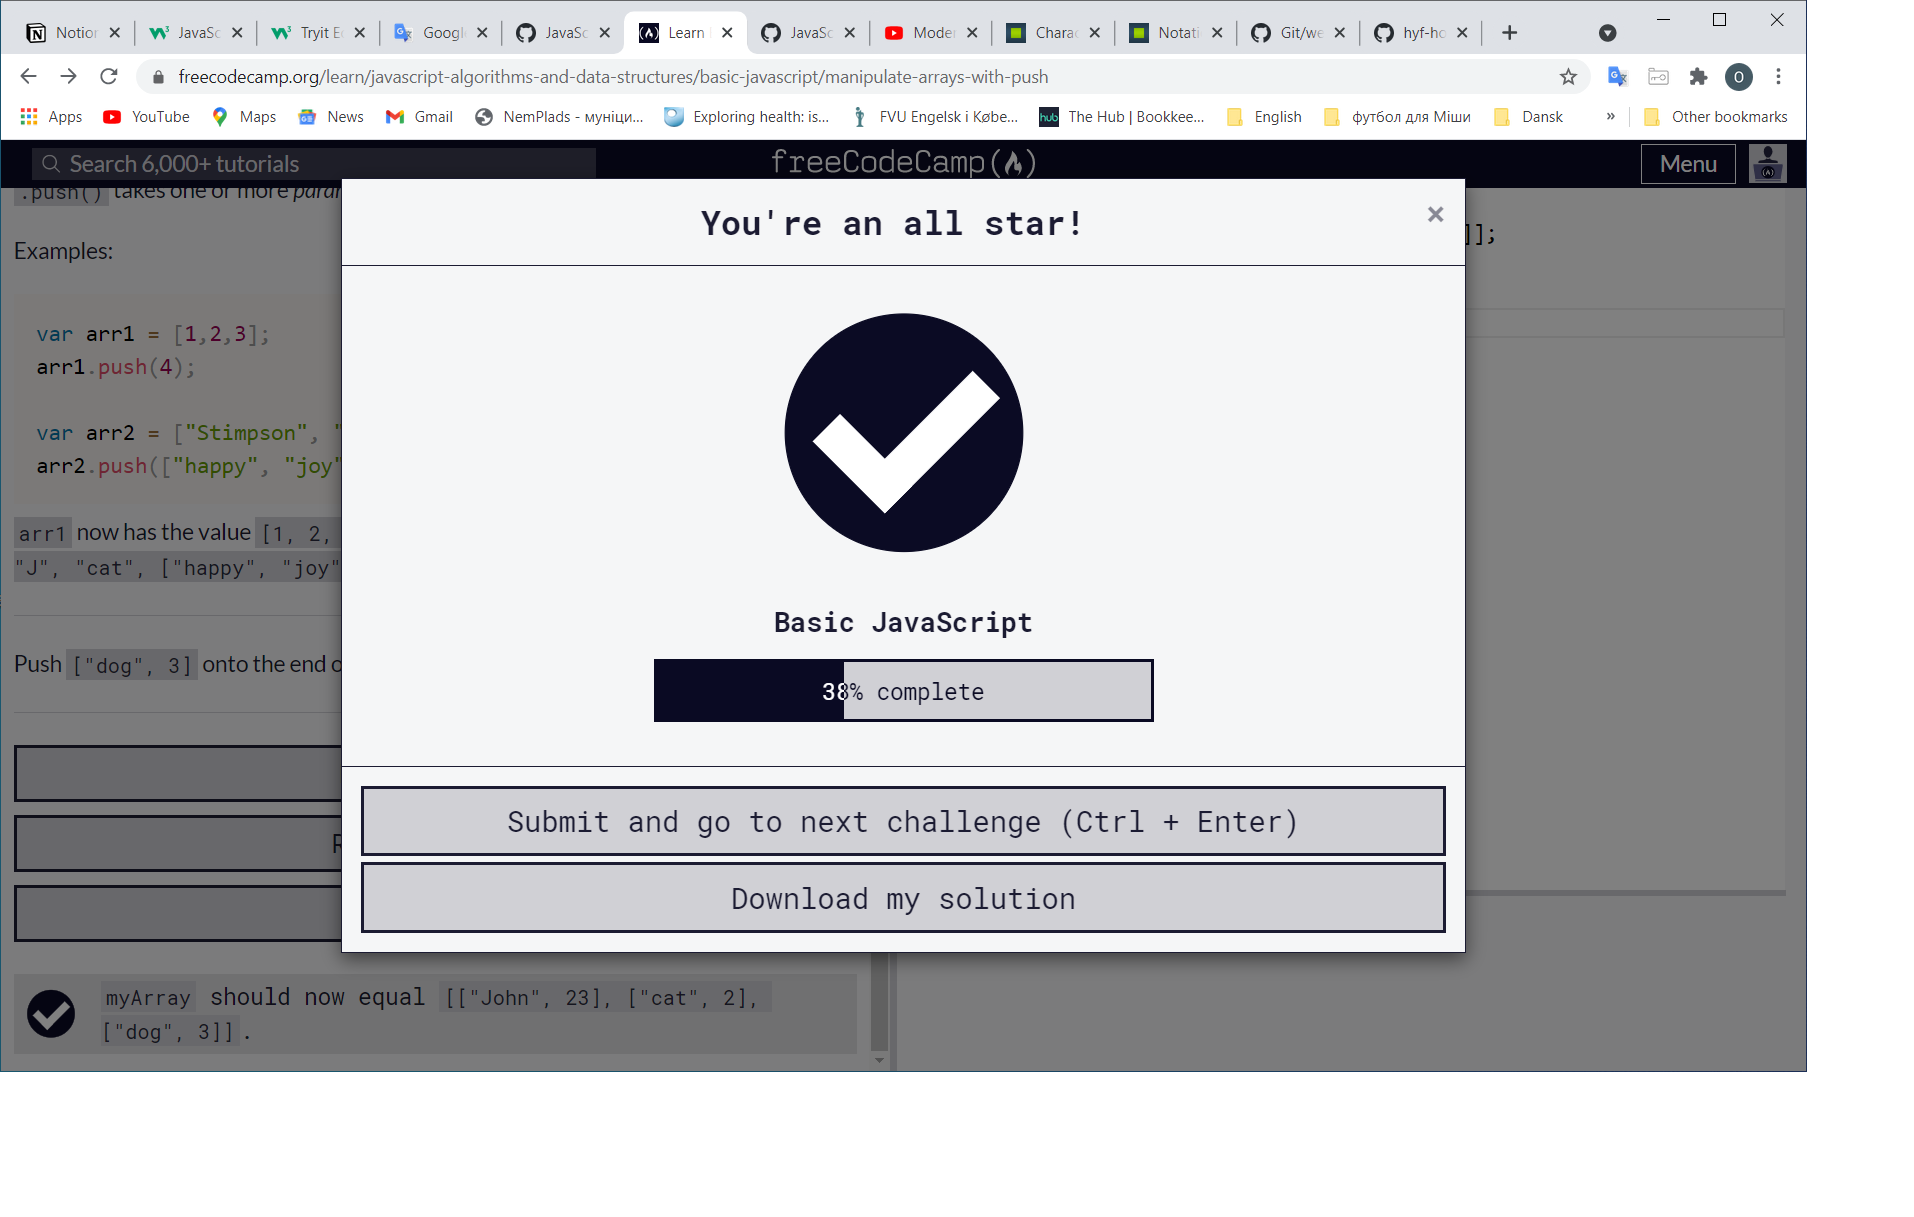 Notion JavaSc Tryit E Googl JavaSc Learn JavaSc Moder Charac Notati Git/we hyf-ho
freecodecamp.org/learn/javascript-algorithms-and-data-structures/basic-javascript/manipulate-arrays-with-push
O
Apps YouTube Maps News Gmail NemPlads - муніци... Exploring health: is... FVU Engelsk i Købe... hub The Hub | Bookkee... English футбол для Міши Dansk » Other bookmarks
Search 6,000+ tutorials freeCodeCamp(🔥) Menu
.push() takes one or more
You're an all star! ×
]];
Examples:
var arr1 = [1,2,3];
arr1.push(4);
var arr2 = ["Stimpson", "
arr2.push(["happy", "joy"
arr1 now has the value [1, 2,
"J", "cat", ["happy", "joy"
Basic JavaScript
Push ["dog", 3] onto the end
38% complete
Submit and go to next challenge (Ctrl + Enter)
Download my solution
myArray should now equal [["John", 23], ["cat", 2],
["dog", 3]].